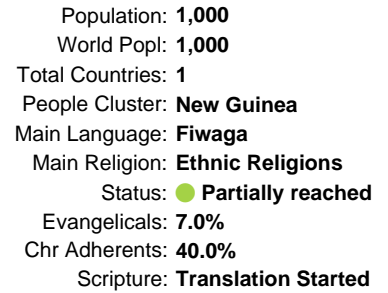 Population: 1,000
World Popl: 1,000
Total Countries: 1
People Cluster: New Guinea
Main Language: Fiwaga
Main Religion: Ethnic Religions
Status: Partially reached
Evangelicals: 7.0%
Chr Adherents: 40.0%
Scripture: Translation Started